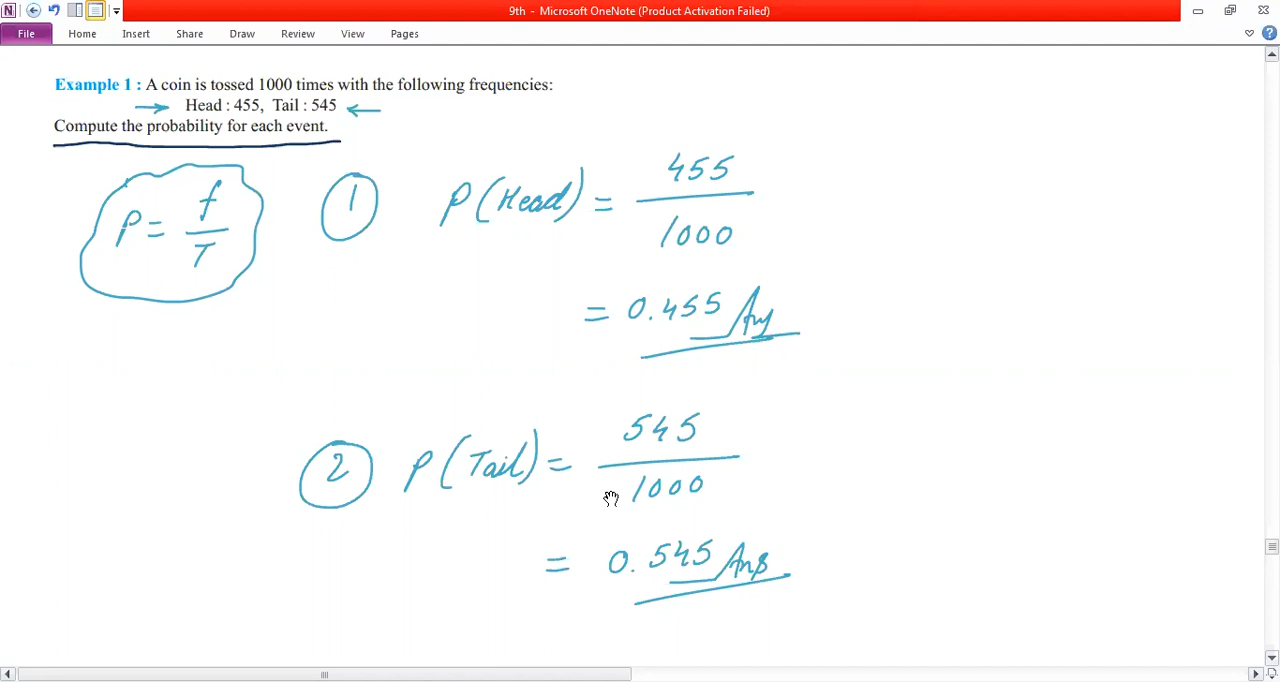 9th - Microsoft OneNote (Product Activation Failed)
File Home Insert Share Draw Review View Pages
Example 1 : A coin is tossed 1000 times with the following frequencies:
Head : 455, Tail : 545
Compute the probability for each event.
P = f
T
1 P(Head) = 455
1000
= 0.455 Ans
2 P(Tail) = 545
1000
= 0.545 Ans